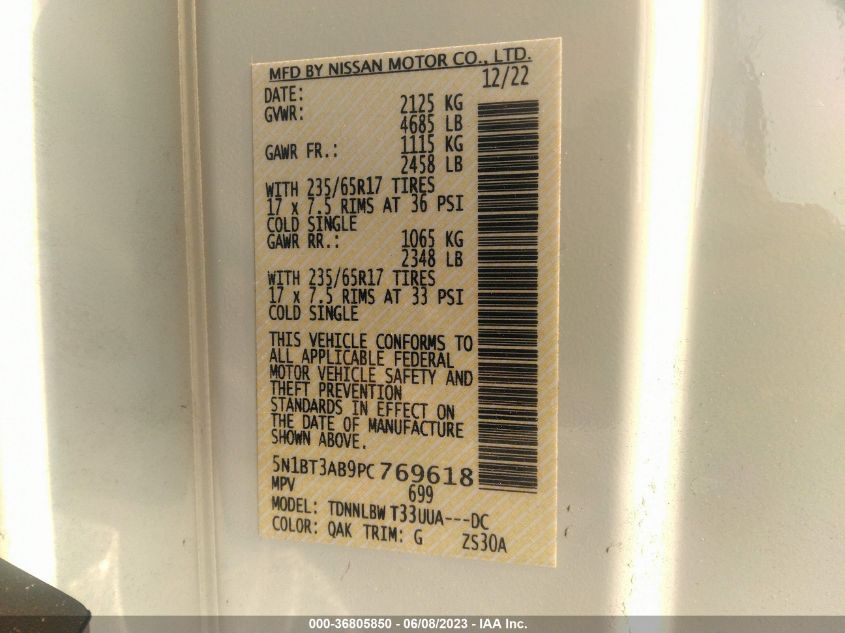 MFD BY NISSAN MOTOR CO., LTD.
DATE: 12/22
GVWR: 2125 KG
4685 LB
GAWR FR.: 1115 KG
2458 LB
WITH 235/65R17 TIRES
17 x 7.5 RIMS AT 36 PSI
COLD SINGLE
GAWR RR.: 1065 KG
2348 LB
WITH 235/65R17 TIRES
17 x 7.5 RIMS AT 33 PSI
COLD SINGLE
THIS VEHICLE CONFORMS TO
ALL APPLICABLE FEDERAL
MOTOR VEHICLE SAFETY AND
THEFT PREVENTION
STANDARDS IN EFFECT ON
THE DATE OF MANUFACTURE
SHOWN ABOVE.
5N1BT3AB9PC 769618
MPV 699
MODEL: TDNNLBW T33UUA---DC
COLOR: QAK TRIM: G ZS30A
000-36805850 - 06/08/2023 - IAA Inc.